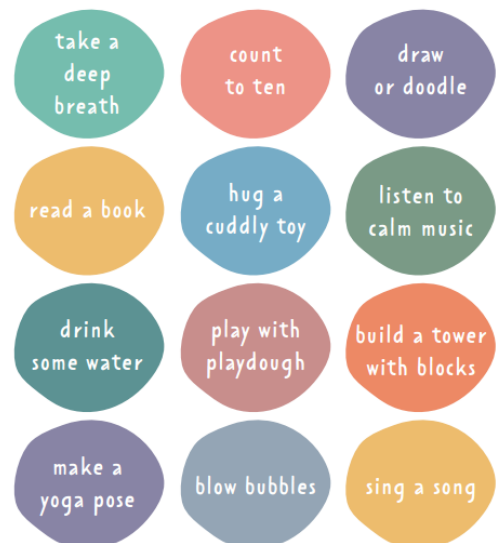 take a
deep
breath
count
to ten
draw
or doodle
read a book
hug a
cuddly toy
listen to
calm music
drink
some water
play with
playdough
build a tower
with blocks
make a
yoga pose
blow bubbles
sing a song